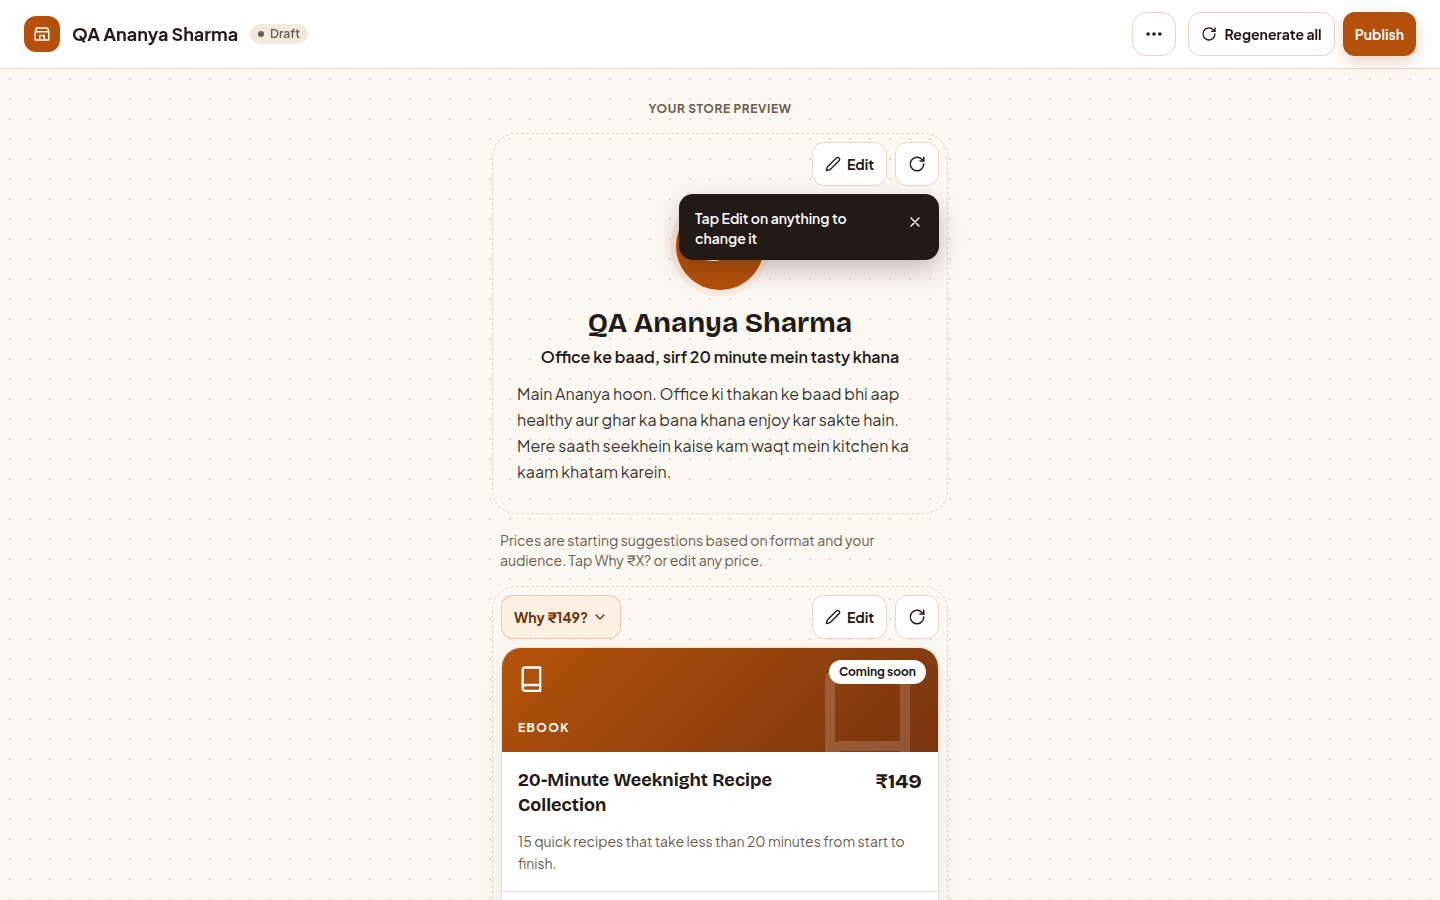 QA Ananya Sharma
Draft
Regenerate all
Publish
YOUR STORE PREVIEW
Edit
Tap Edit on anything to
change it
QA Ananya Sharma
Office ke baad, sirf 20 minute mein tasty khana
Main Ananya hoon. Office ki thakan ke baad bhi aap
healthy aur ghar ka bana khana enjoy kar sakte hain.
Mere saath seekhein kaise kam waqt mein kitchen ka
kaam khatam karein.
Prices are starting suggestions based on format and your
audience. Tap Why ₹X? or edit any price.
Why ₹149?
Edit
Coming soon
EBOOK
20-Minute Weeknight Recipe
Collection
₹149
15 quick recipes that take less than 20 minutes from start to
finish.